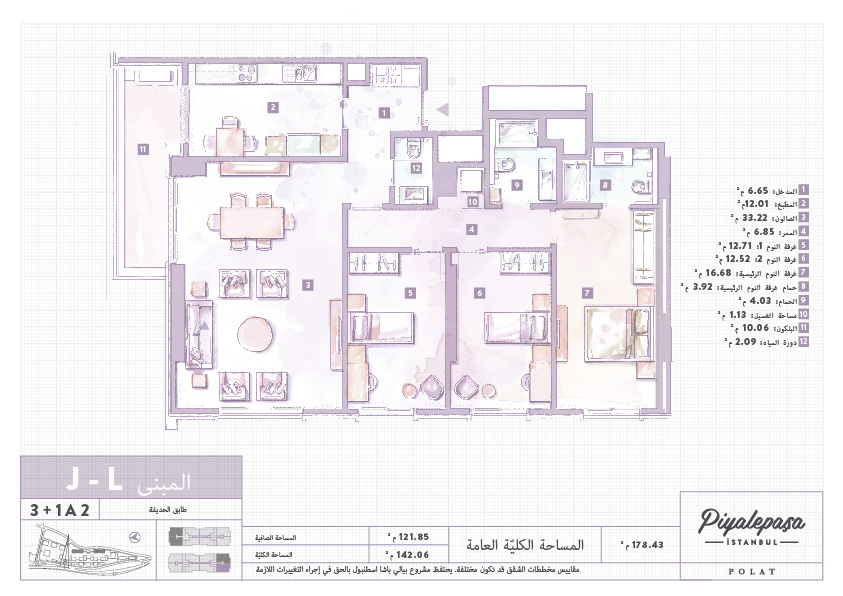 1 المدخل: 6.65 م²
2 المطبخ: 12.01م²
3 الصالون: 33.22 م²
4 الممر: 6.85 م²
5 غرفة النوم 1: 12.71 م²
6 غرفة النوم 2: 12.52 م²
7 غرفة النوم الرئيسية: 16.68 م²
8 حمام غرفة النوم الرئيسية: 3.92 م²
9 الحمام: 4.03 م²
10 مساحة الغسيل: 1.13 م²
11 البلكون: 10.06 م²
12 دورة المياه: 2.09 م²
2
1
11
12
9
8
10
4
3
5
6
7
المبنى J - L
3+1A2
طابق الحديقة
المساحة الصافية 121.85 م²
المساحة الكليّة 142.06 م²
المساحة الكليّة العامة
178.43 م²
مقاييس مخططات الشقق قد تكون مختلفة. يحتفظ مشروع بيالي باشا اسطنبول بالحق في إجراء التغييرات اللازمة
Piyalepaşa
İSTANBUL
POLAT